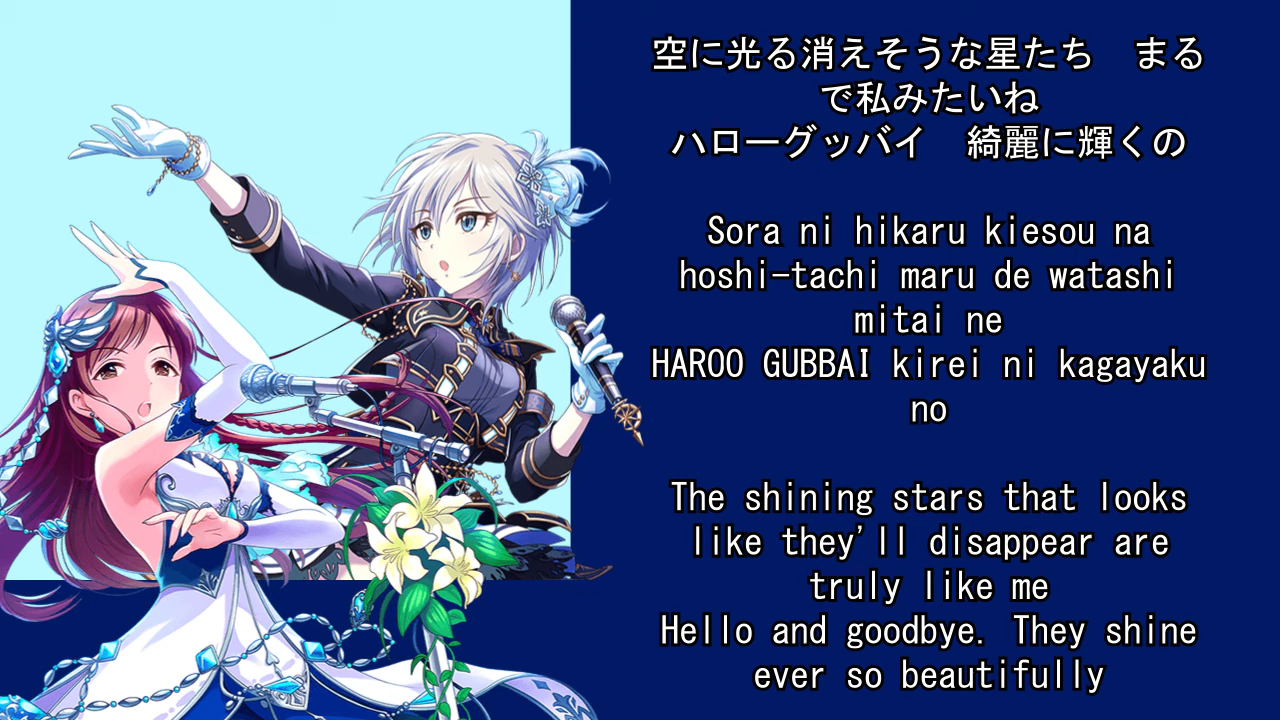 空に光る消えそうな星たち　まる
で私みたいね
ハローグッバイ　綺麗に輝くの
Sora ni hikaru kiesou na
hoshi-tachi maru de watashi
mitai ne
HAROO GUBBAI kirei ni kagayaku
no
The shining stars that looks
like they'll disappear are
truly like me
Hello and goodbye. They shine
ever so beautifully